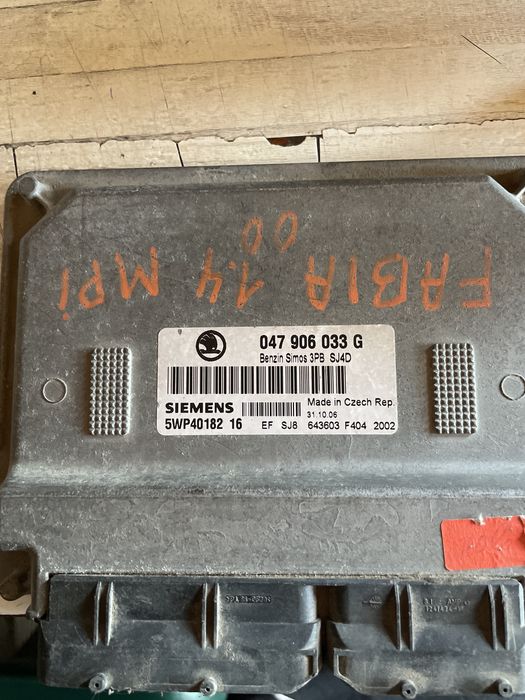 00
FABIA 1.4 MPi
047 906 033 G
Benzin Simos 3PB SJ4D
SIEMENS
Made in Czech Rep.
31.10.06
5WP40182 16
EF SJ8 643603 F404 2002